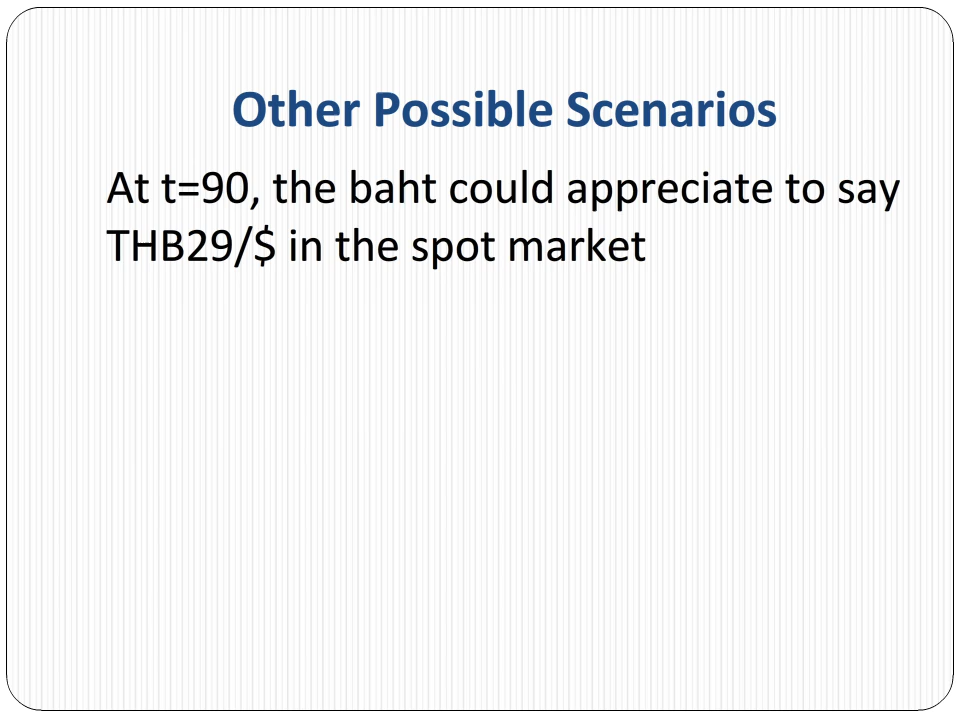 Other Possible Scenarios
At t=90, the baht could appreciate to say
THB29/$ in the spot market